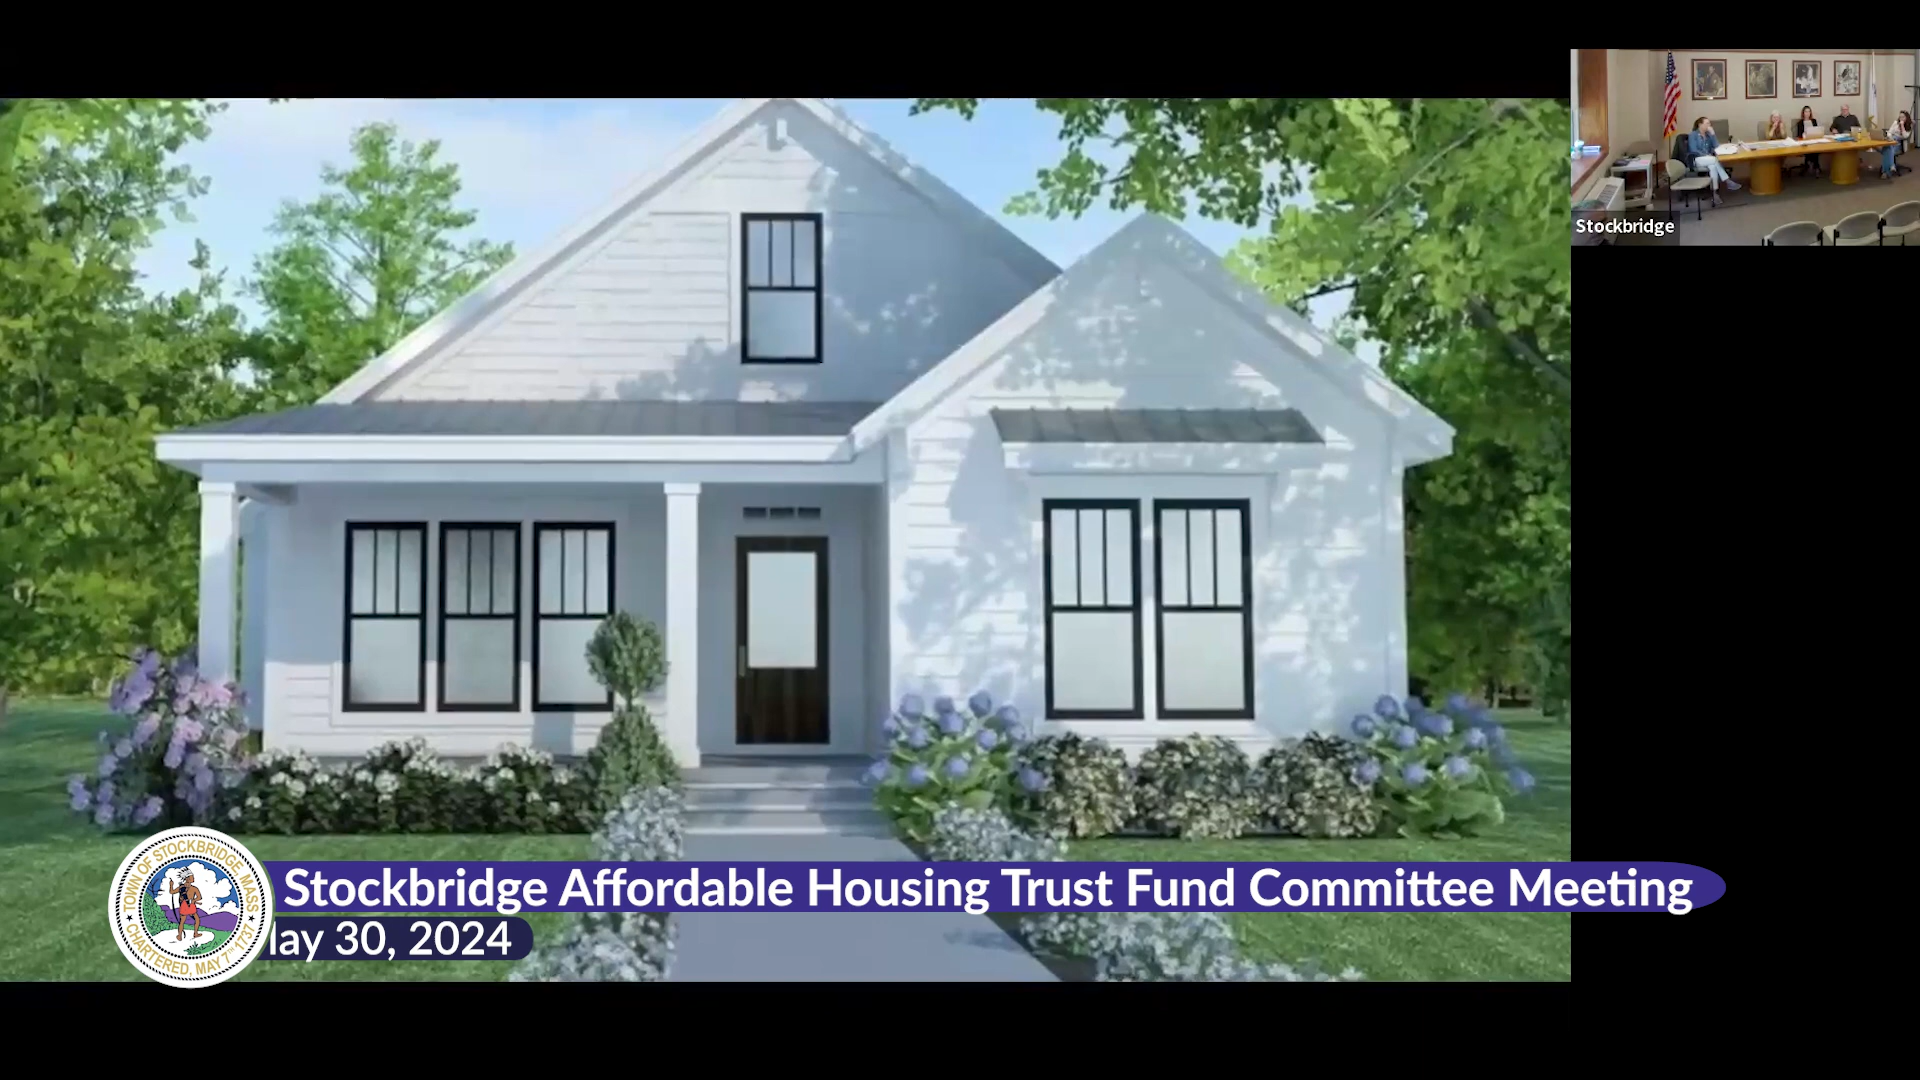 Stockbridge
Stockbridge Affordable Housing Trust Fund Committee Meeting
lay 30, 2024
TOWN OF STOCKBRIDGE, MASS.
CHARTERED, MAY 7TH 1737